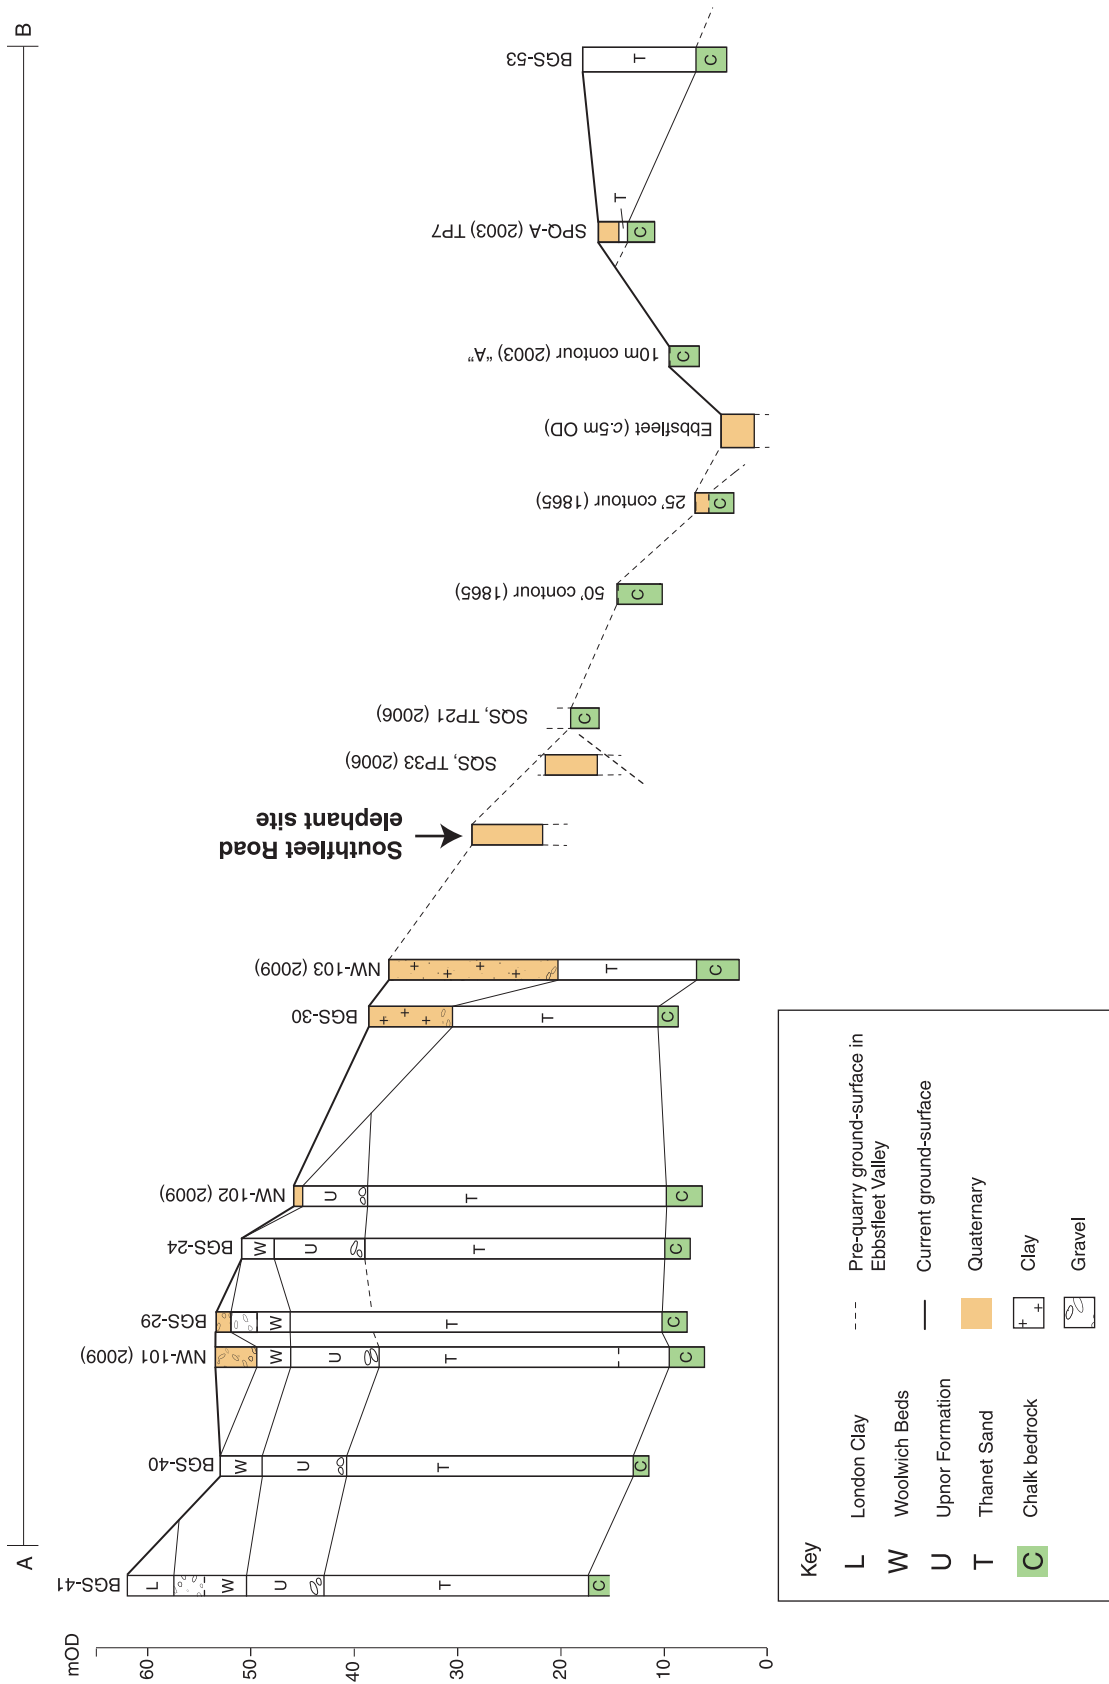 A
B
mOD
60
50
40
30
20
10
0
BGS-41
L
W
U
T
C
BGS-40
W
U
T
C
NW-101 (2009)
W
U
T
C
BGS-29
W
T
C
BGS-24
W
U
T
C
NW-102 (2009)
U
T
C
BGS-30
T
C
NW-103 (2009)
T
C
Southfleet Road
elephant site
SQS, TP33 (2006)
SQS, TP21 (2006)
C
50' contour (1865)
C
25' contour (1865)
C
Ebbsfleet (c.5m OD)
10m contour (2003) "A"
C
SPQ-A (2003) TP7
T
C
BGS-53
T
C
Key
L London Clay
W Woolwich Beds
U Upnor Formation
T Thanet Sand
C Chalk bedrock
Pre-quarry ground-surface in
Ebbsfleet Valley
Current ground-surface
Quaternary
Clay
Gravel